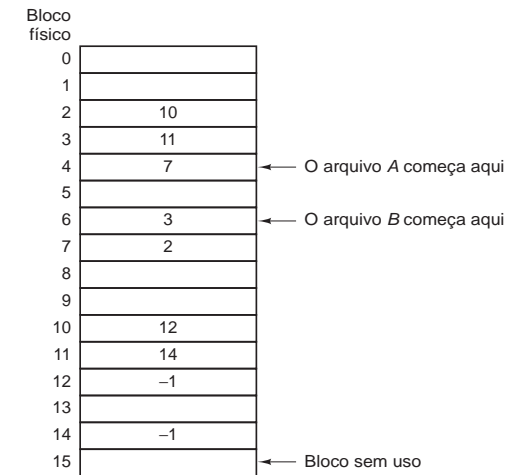 Bloco
físico
0
1
2 10
3 11
4 7 O arquivo A começa aqui
5
6 3 O arquivo B começa aqui
7 2
8
9
10 12
11 14
12 –1
13
14 –1
15 Bloco sem uso